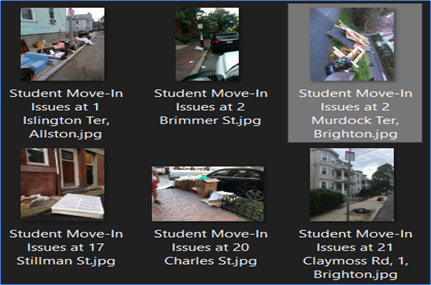 Student Move-In
Issues at 1
Islington Ter,
Allston.jpg
Student Move-In
Issues at 2
Brimmer St.jpg
Student Move-In
Issues at 2
Murdock Ter,
Brighton.jpg
Student Move-In
Issues at 17
Stillman St.jpg
Student Move-In
Issues at 20
Charles St.jpg
Student Move-In
Issues at 21
Claymoss Rd, 1,
Brighton.jpg